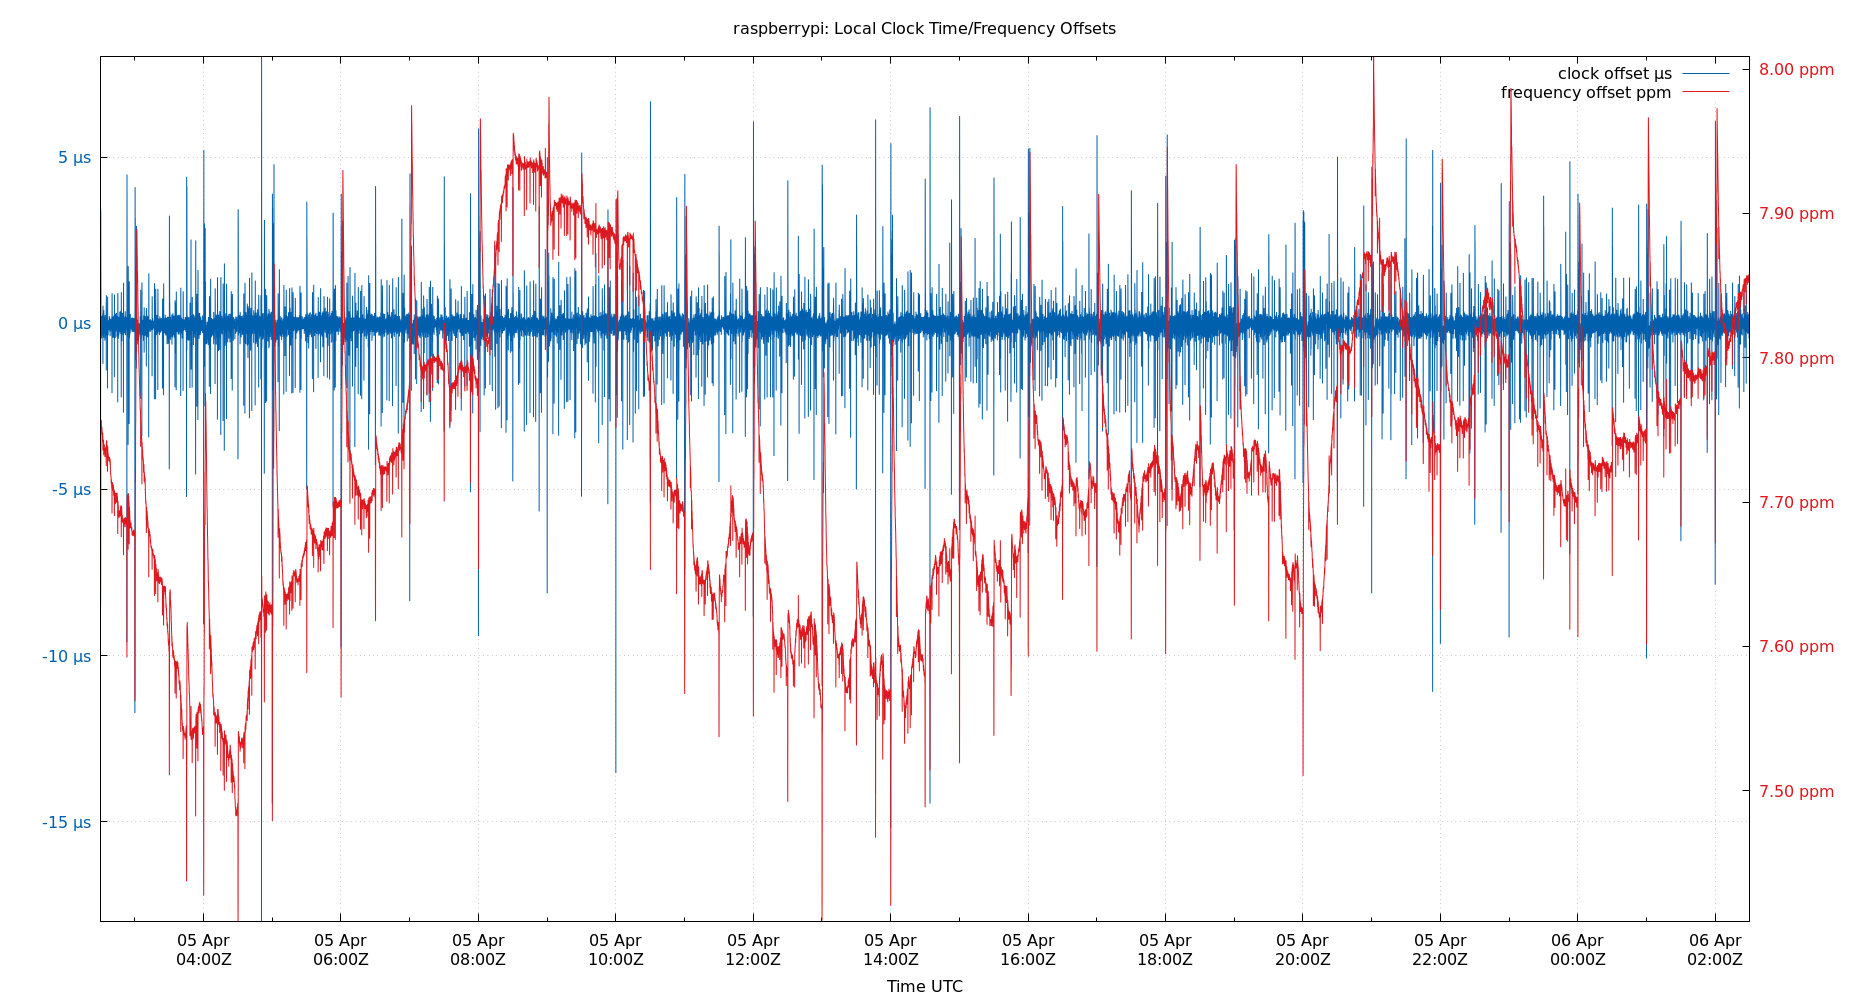 raspberrypi: Local Clock Time/Frequency Offsets
clock offset µs
frequency offset ppm
5 µs
0 µs
-5 µs
-10 µs
-15 µs
8.00 ppm
7.90 ppm
7.80 ppm
7.70 ppm
7.60 ppm
7.50 ppm
05 Apr
04:00Z
05 Apr
06:00Z
05 Apr
08:00Z
05 Apr
10:00Z
05 Apr
12:00Z
05 Apr
14:00Z
05 Apr
16:00Z
05 Apr
18:00Z
05 Apr
20:00Z
05 Apr
22:00Z
06 Apr
00:00Z
06 Apr
02:00Z
Time UTC